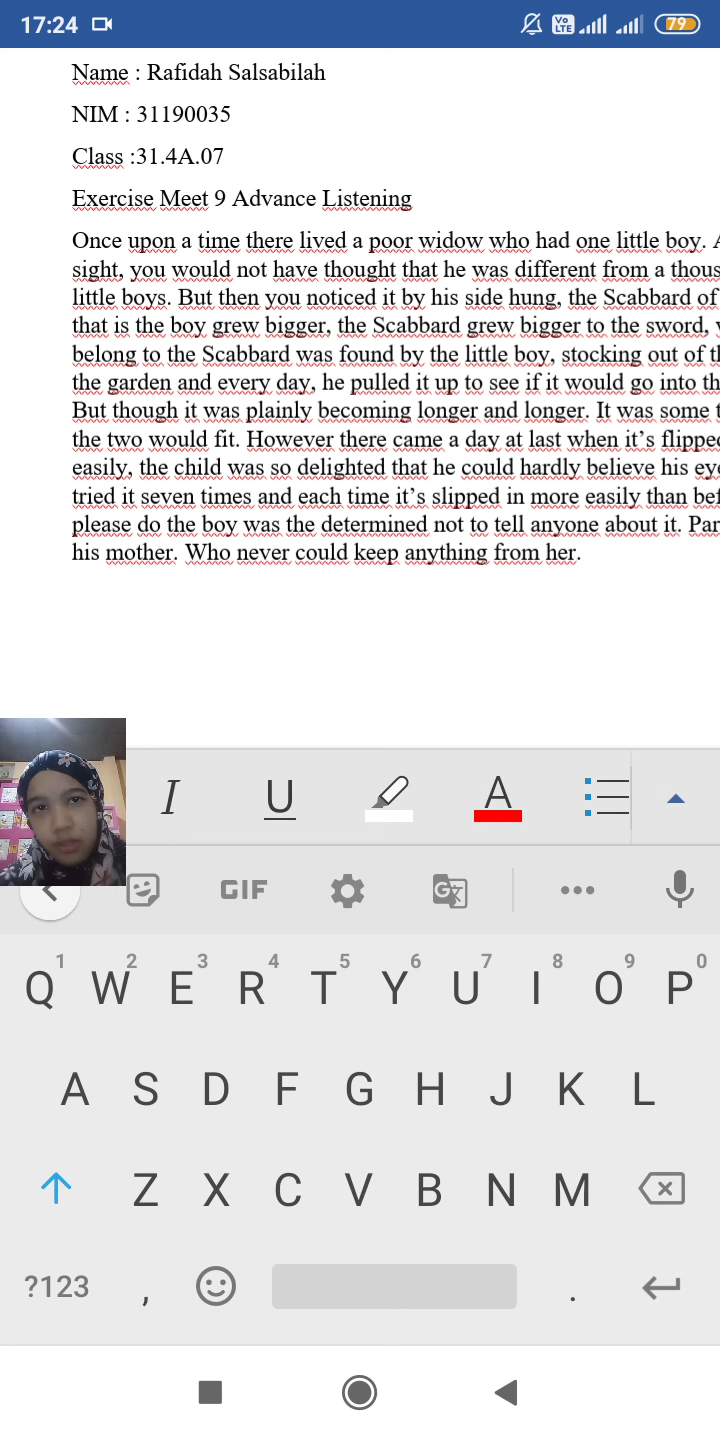 17:24
Vo LTE
79
Name : Rafidah Salsabilah
NIM : 31190035
Class :31.4A.07
Exercise Meet 9 Advance Listening
Once upon a time there lived a poor widow who had one little boy.
sight, you would not have thought that he was different from a
little boys. But then you noticed it by his side hung, the Scabbard of
that is the boy grew bigger, the Scabbard grew bigger to the sword,
belong to the Scabbard was found by the little boy, stocking out of
the garden and every day, he pulled it up to see if it would go into
But though it was plainly becoming longer and longer. It was some
the two would fit. However there came a day at last when it’s
easily, the child was so delighted that he could hardly believe his
tried it seven times and each time it’s slipped in more easily than
please do the boy was the determined not to tell anyone about it.
his mother. Who never could keep anything from her.
I U A
GIF G
1 2 3 4 5 6 7 8 9 0
Q W E R T Y U I O P
A S D F G H J K L
Z X C V B N M
?123 , .